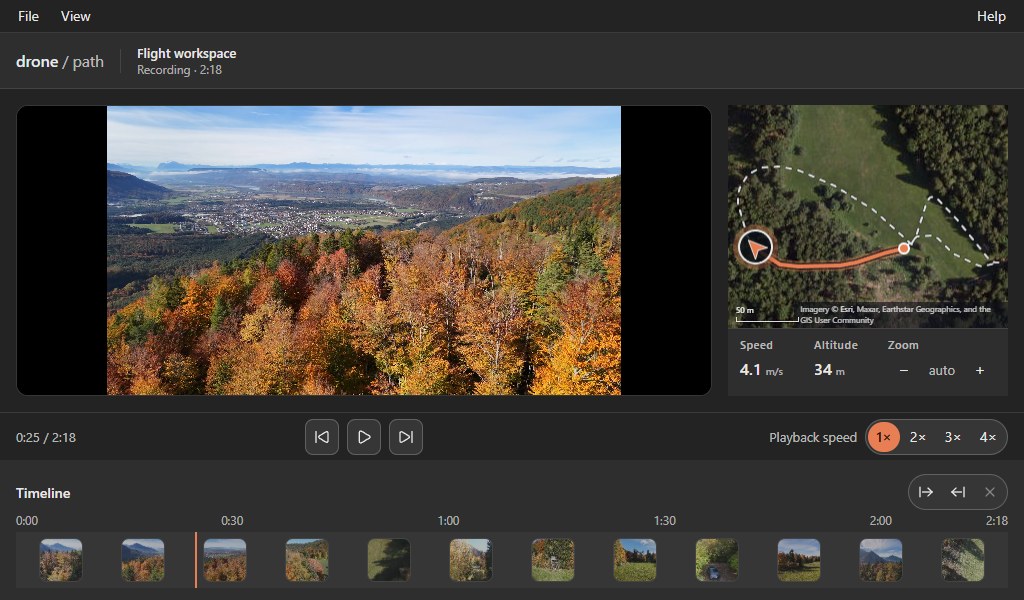 File View Help
drone / path
Flight workspace
Recording · 2:18
50 m
Imagery © Esri, Maxar, Earthstar Geographics, and the
GIS User Community
Speed Altitude Zoom
4.1 m/s 34 m − auto +
0:25 / 2:18
Playback speed 1× 2× 3× 4×
Timeline
0:00 0:30 1:00 1:30 2:00 2:18